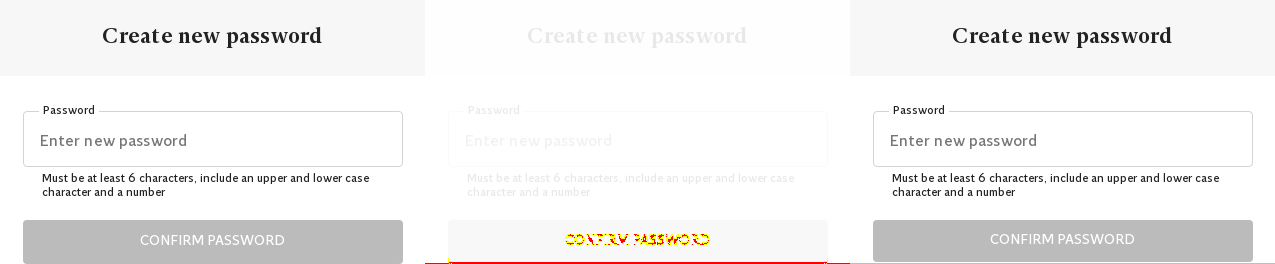 Create new password
Password
Enter new password
Must be at least 6 characters, include an upper and lower case
character and a number
CONFIRM PASSWORD
Create new password
Password
Enter new password
Must be at least 6 characters, include an upper and lower case
character and a number
CONFIRM PASSWORD
Create new password
Password
Enter new password
Must be at least 6 characters, include an upper and lower case
character and a number
CONFIRM PASSWORD